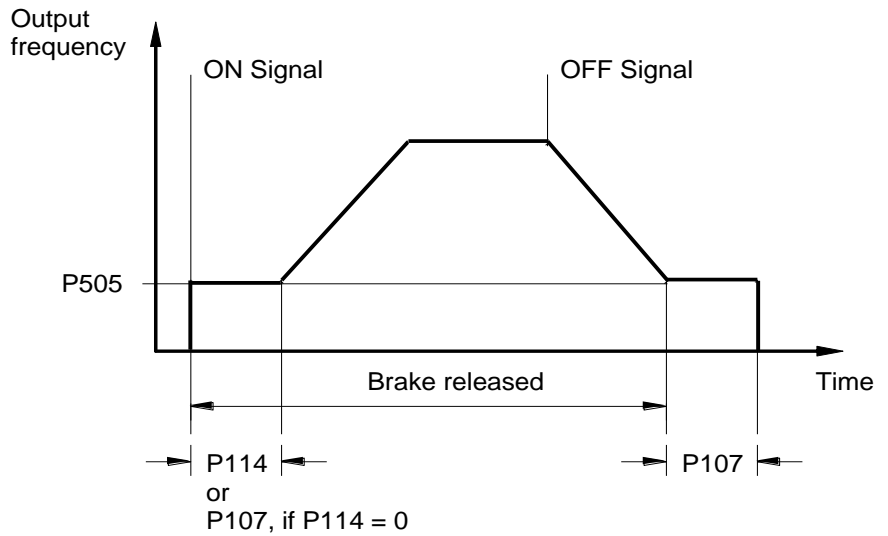 Output
frequency
ON Signal
OFF Signal
P505
Brake released
Time
P114
or
P107, if P114 = 0
P107